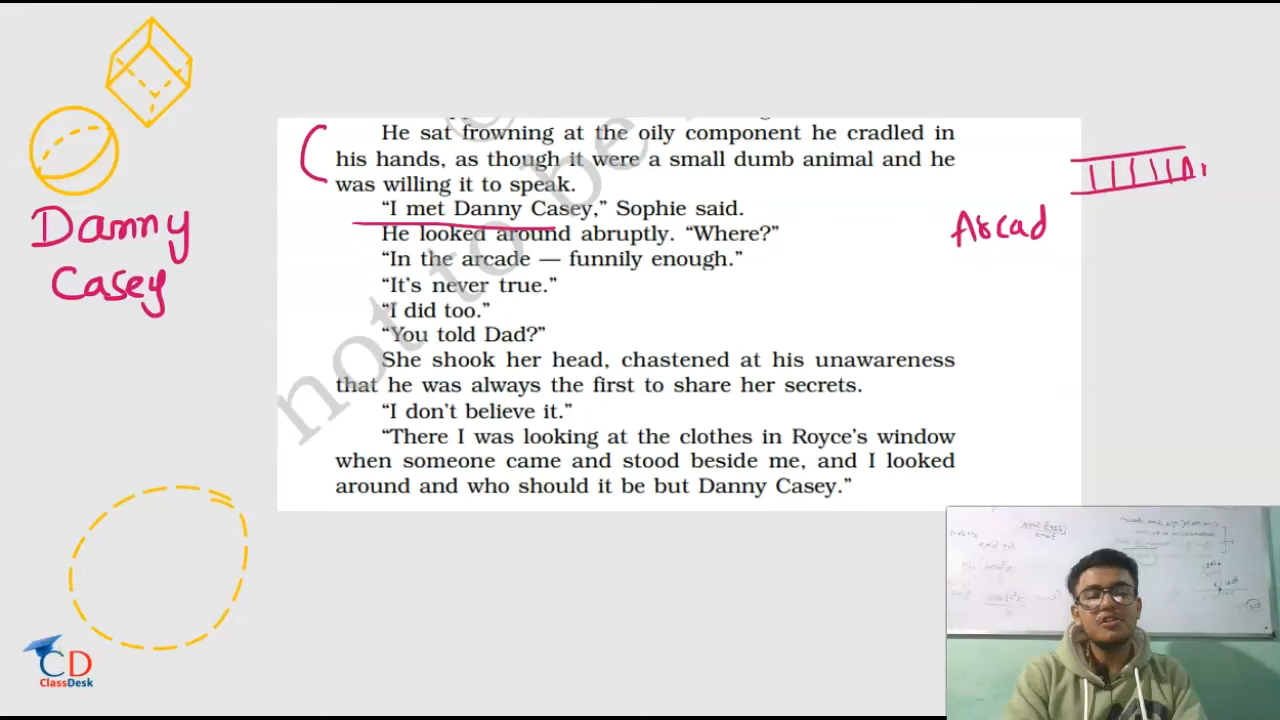 He sat frowning at the oily component he cradled in
his hands, as though it were a small dumb animal and he
was willing it to speak.
“I met Danny Casey,” Sophie said.
He looked around abruptly. “Where?”
“In the arcade — funnily enough.”
“It’s never true.”
“I did too.”
“You told Dad?”
She shook her head, chastened at his unawareness
that he was always the first to share her secrets.
“I don’t believe it.”
“There I was looking at the clothes in Royce’s window
when someone came and stood beside me, and I looked
around and who should it be but Danny Casey.”
not to be
Danny
Casey
Arcad
CD
ClassDesk